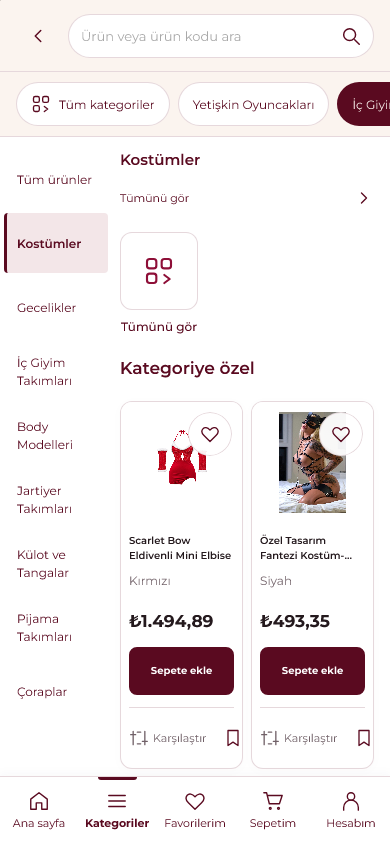 Ürün veya ürün kodu ara
Tüm kategoriler
Yetişkin Oyuncakları
İç Giyi
Tüm ürünler
Kostümler
Gecelikler
İç Giyim
Takımları
Body
Modelleri
Jartiyer
Takımları
Külot ve
Tangalar
Pijama
Takımları
Çoraplar
Kostümler
Tümünü gör
Tümünü gör
Kategoriye özel
Scarlet Bow
Eldivenli Mini Elbise
Kırmızı
₺1.494,89
Sepete ekle
Karşılaştır
Özel Tasarım
Fantezi Kostüm-...
Siyah
₺493,35
Sepete ekle
Karşılaştır
Ana sayfa
Kategoriler
Favorilerim
Sepetim
Hesabım